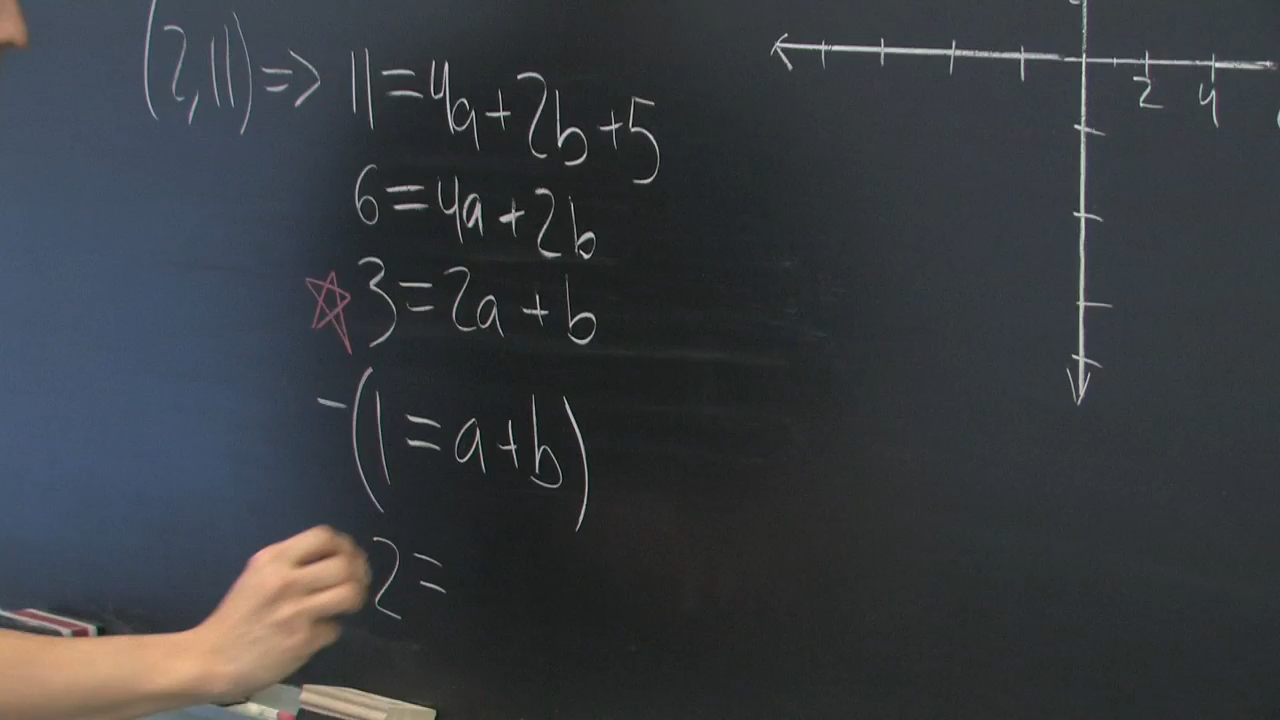 (2,11) => 11=4a+2b+5
6=4a+2b
☆ 3=2a+b
-(1=a+b)
2=
2 4